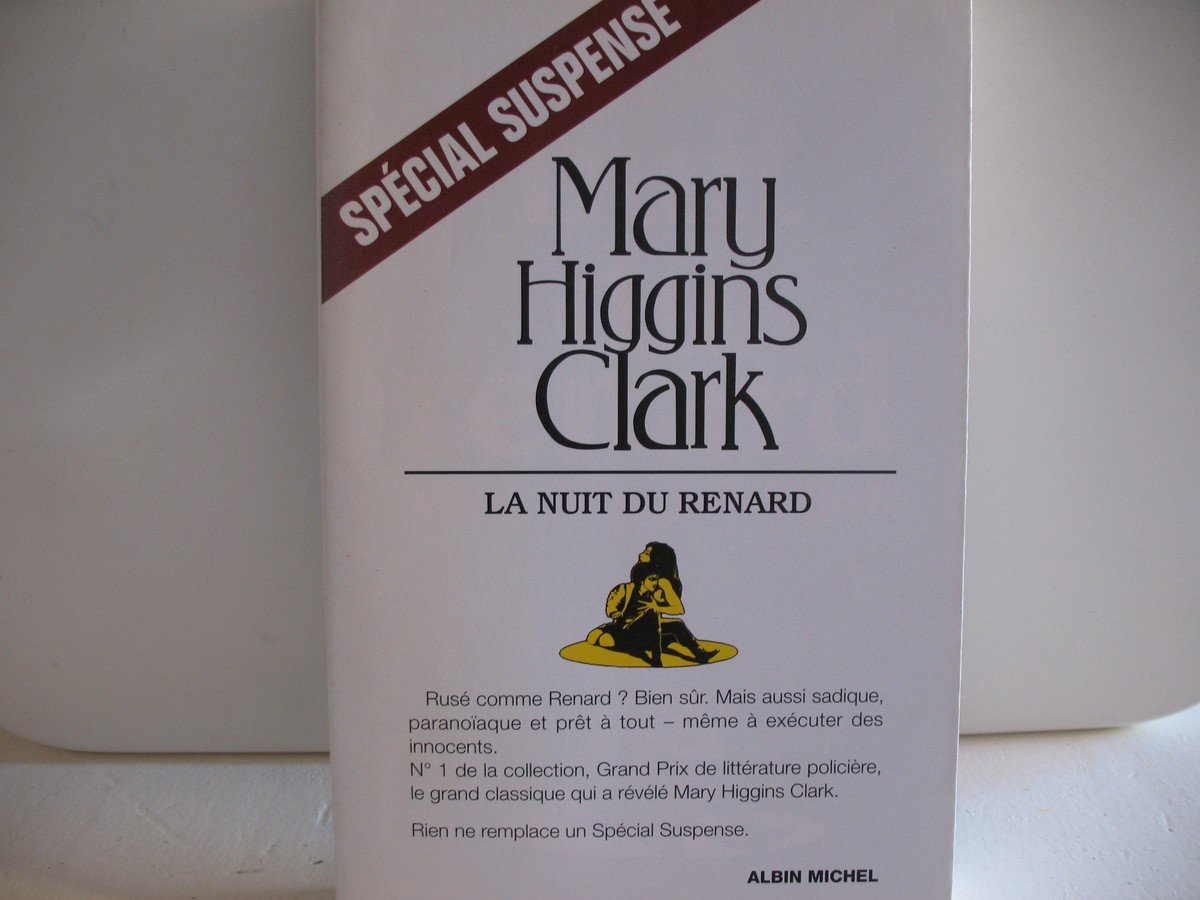 SPÉCIAL SUSPENSE
Mary
Higgins
Clark
LA NUIT DU RENARD
Rusé comme Renard ? Bien sûr. Mais aussi sadique,
paranoïaque et prêt à tout – même à exécuter des
innocents.
N° 1 de la collection, Grand Prix de littérature policière,
le grand classique qui a révélé Mary Higgins Clark.
Rien ne remplace un Spécial Suspense.
ALBIN MICHEL